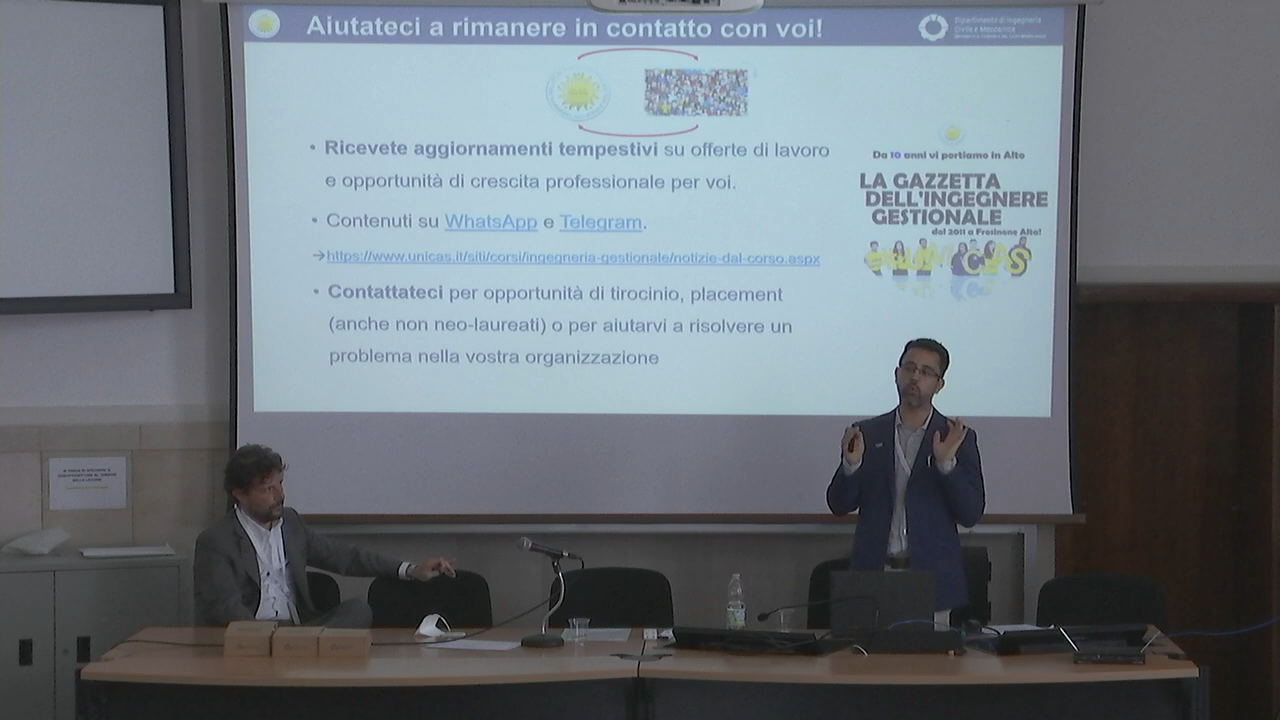 Aiutateci a rimanere in contatto con voi!
Dipartimento di Ingegneria
Civile e Meccanica
• Ricevete aggiornamenti tempestivi su offerte di lavoro
e opportunità di crescita professionale per voi.
• Contenuti su WhatsApp e Telegram.
→https://www.unicas.it/siti/corsi/ingegneria-gestionale/notizie-dal-corso.aspx
• Contattateci per opportunità di tirocinio, placement
(anche non neo-laureati) o per aiutarvi a risolvere un
problema nella vostra organizzazione
Da 10 anni vi portiamo in Alto
LA GAZZETTA
DELL'INGEGNERE
GESTIONALE
dal 2011 a Frosinone Alta!